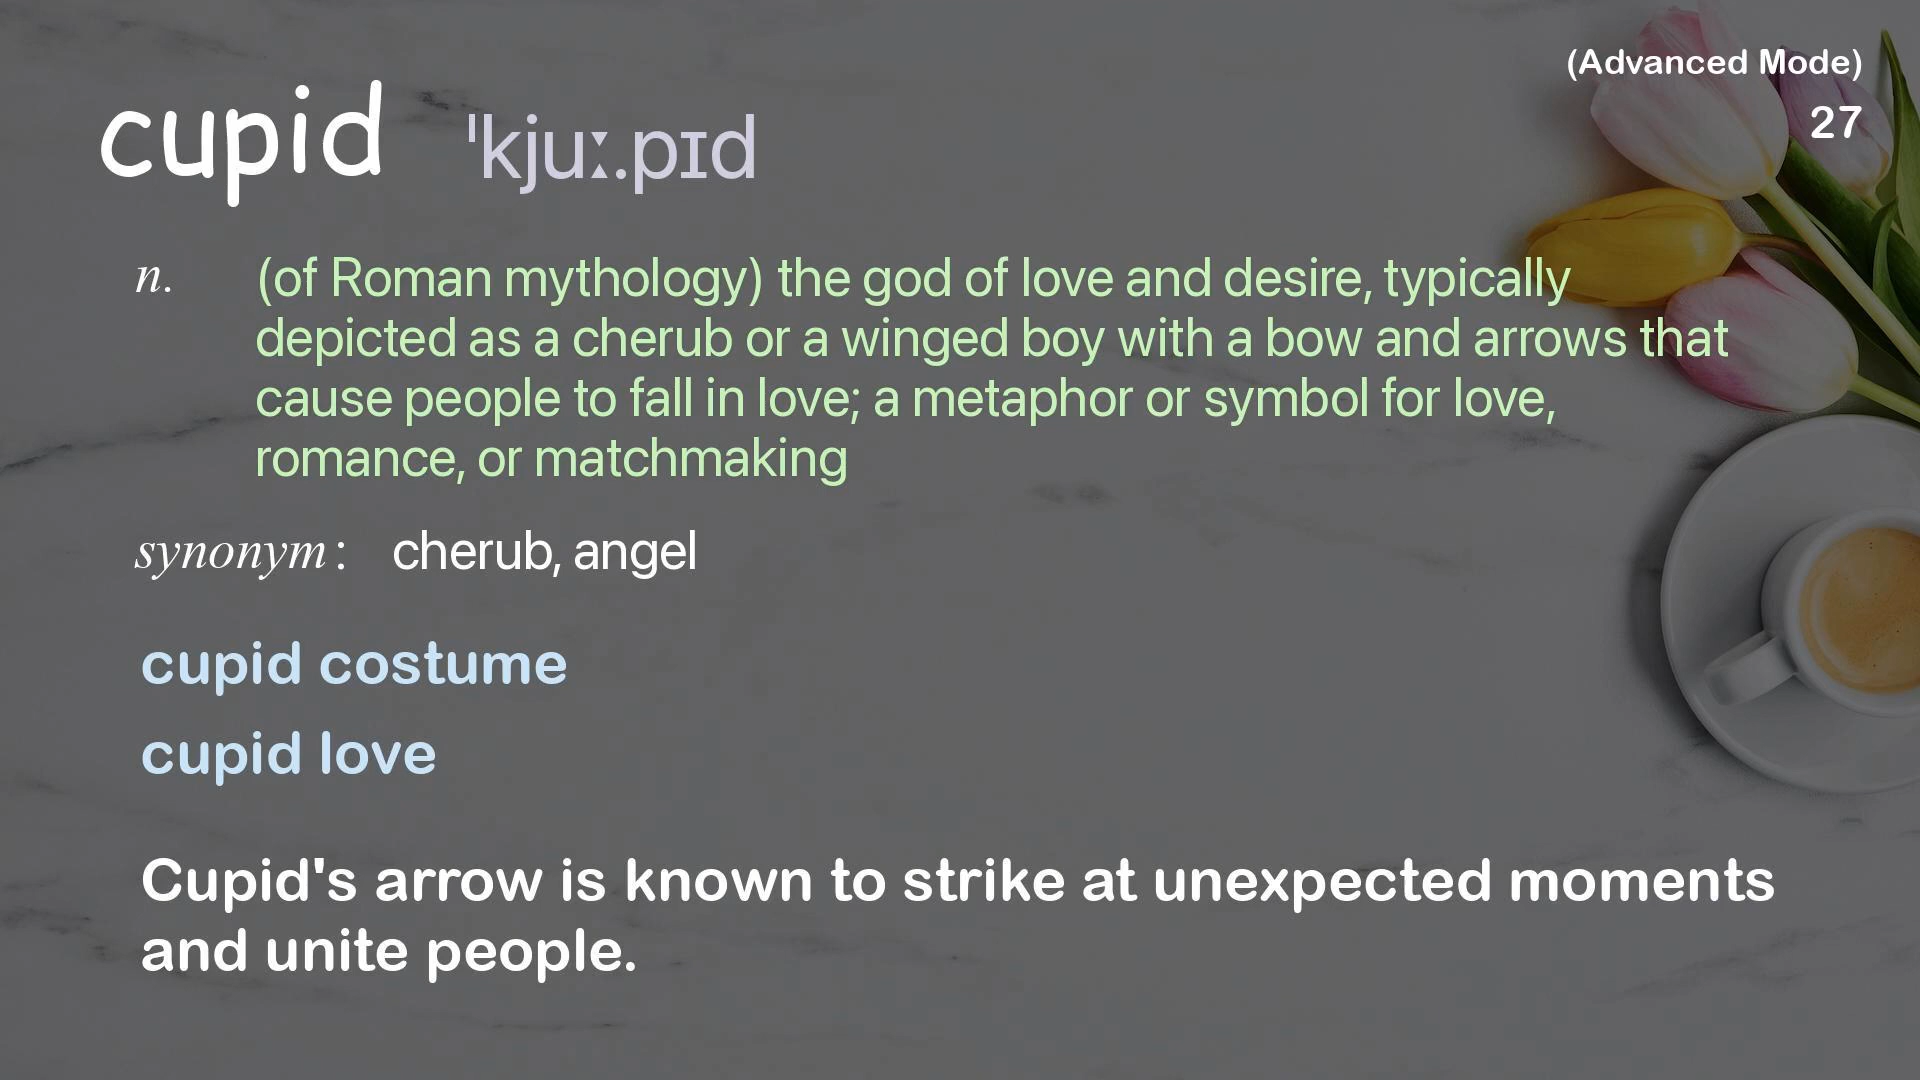 (Advanced Mode)
27
cupid ˈkjuː.pɪd
n. (of Roman mythology) the god of love and desire, typically
depicted as a cherub or a winged boy with a bow and arrows that
cause people to fall in love; a metaphor or symbol for love,
romance, or matchmaking
synonym : cherub, angel
cupid costume
cupid love
Cupid's arrow is known to strike at unexpected moments
and unite people.